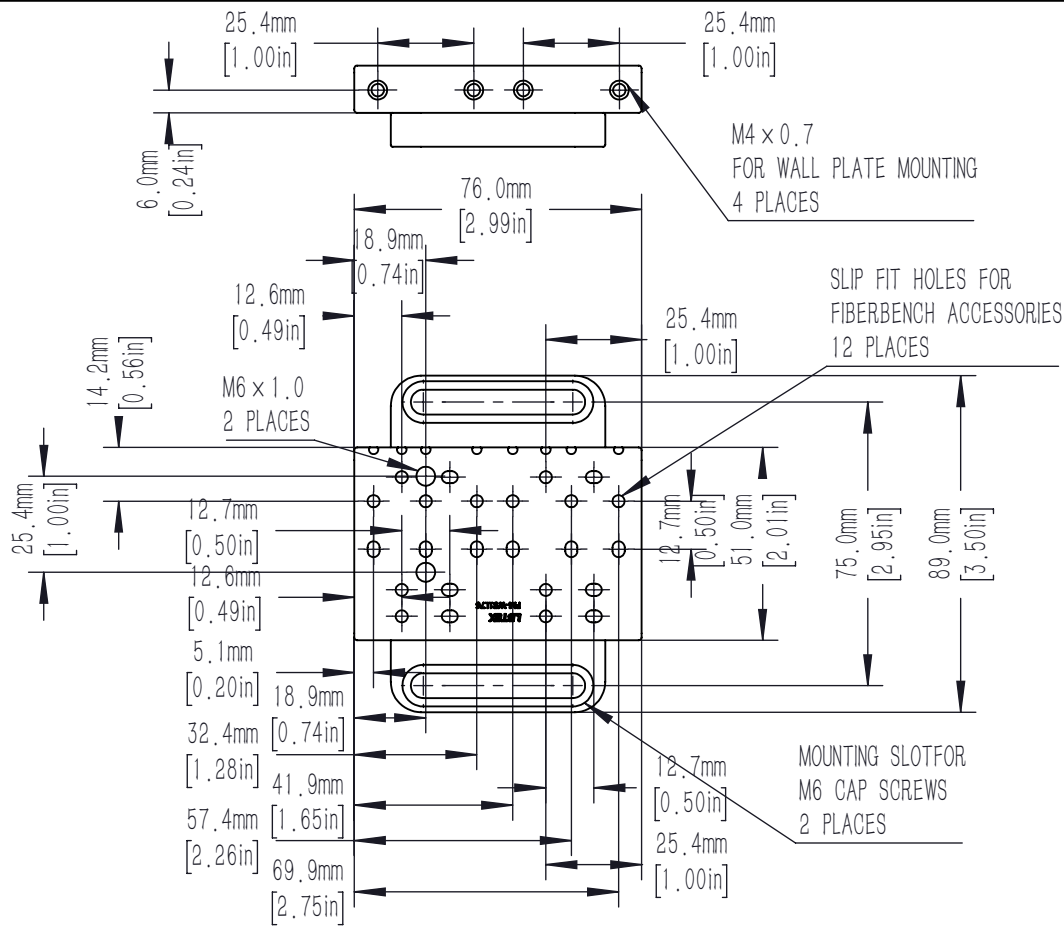 25.4mm
[1.00in]
25.4mm
[1.00in]
6.0mm
[0.24in]
M4×0.7
FOR WALL PLATE MOUNTING
4 PLACES
76.0mm
[2.99in]
18.9mm
[0.74in]
12.6mm
[0.49in]
25.4mm
[1.00in]
SLIP FIT HOLES FOR
FIBERBENCH ACCESSORIES
12 PLACES
14.2mm
[0.56in]
M6×1.0
2 PLACES
25.4mm
[1.00in]
12.7mm
[0.50in]
12.6mm
[0.49in]
12.7mm
[0.50in]
51.0mm
[2.01in]
75.0mm
[2.95in]
89.0mm
[3.50in]
5.1mm
[0.20in]
18.9mm
[0.74in]
32.4mm
[1.28in]
41.9mm
[1.65in]
57.4mm
[2.26in]
69.9mm
[2.75in]
12.7mm
[0.50in]
25.4mm
[1.00in]
MOUNTING SLOTFOR
M6 CAP SCREWS
2 PLACES